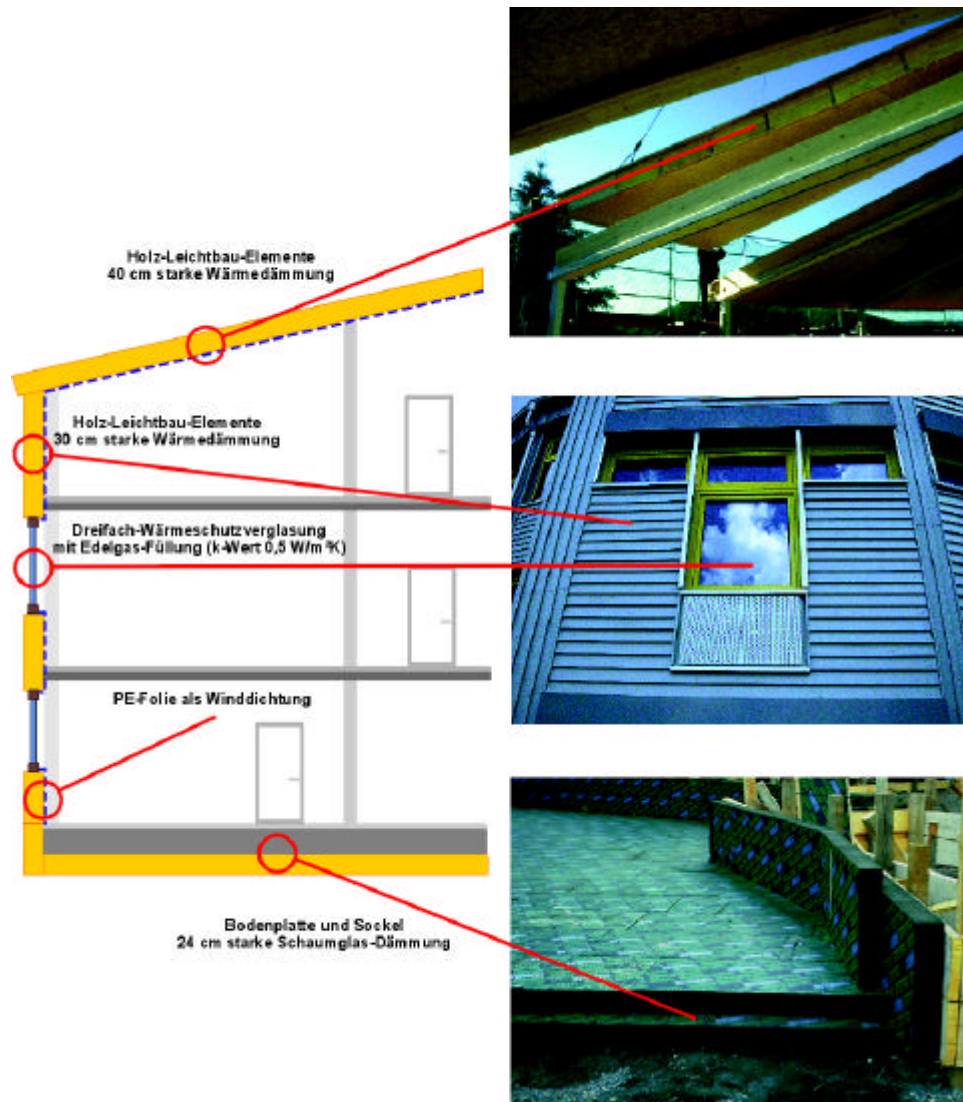 Holz-Leichtbau-Elemente
40 cm starke Wärmedämmung
Holz-Leichtbau-Elemente
30 cm starke Wärmedämmung
Dreifach-Wärmeschutzverglasung
mit Edelgas-Füllung (k-Wert 0,5 W/m²K)
PE-Folie als Winddichtung
Bodenplatte und Sockel
24 cm starke Schaumglas-Dämmung